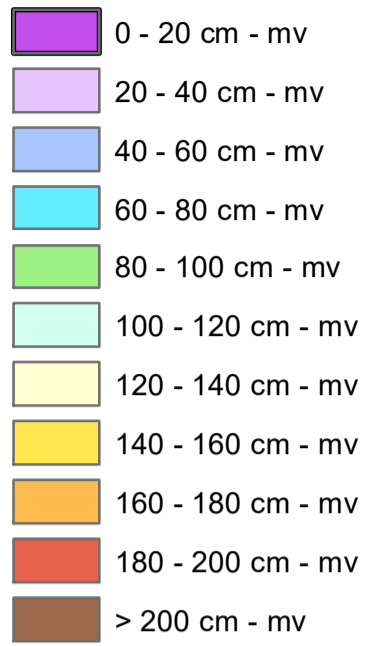 0 - 20 cm - mv
20 - 40 cm - mv
40 - 60 cm - mv
60 - 80 cm - mv
80 - 100 cm - mv
100 - 120 cm - mv
120 - 140 cm - mv
140 - 160 cm - mv
160 - 180 cm - mv
180 - 200 cm - mv
> 200 cm - mv